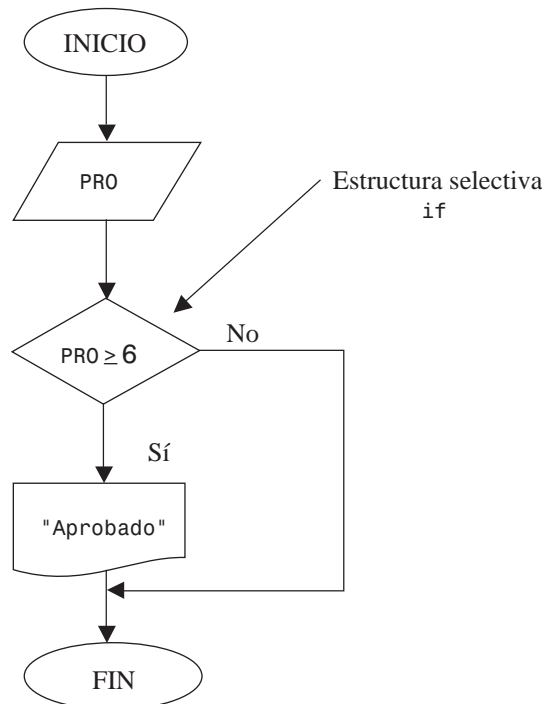 INICIO
PRO
Estructura selectiva
if
PRO ≥ 6
No
Sí
"Aprobado"
FIN